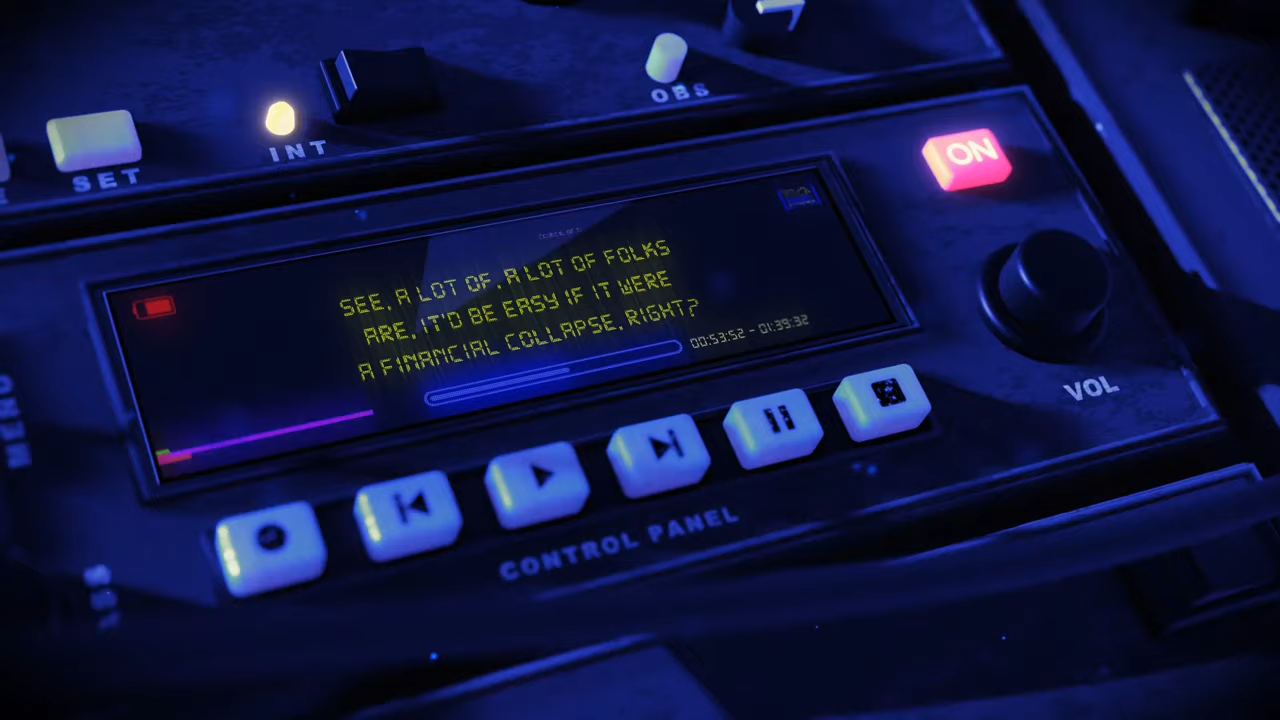 SET
INT
OBS
ON
SEE, A LOT OF, A LOT OF FOLKS
ARE, IT'D BE EASY IF IT WERE
A FINANCIAL COLLAPSE, RIGHT?
00:53:52 - 01:39:32
VOL
CONTROL PANEL